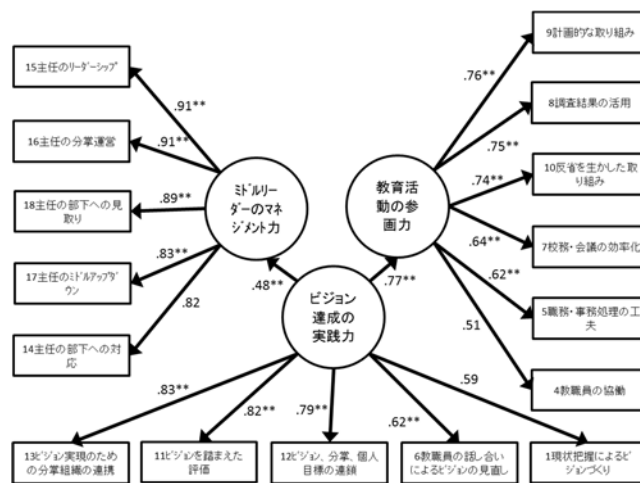 9計画的な取り組み
15主任のリーダーシップ
.76**
8調査結果の活用
.91**
.75**
16主任の分掌運営
.91**
10反省を生かした取
り組み
.74**
ミドルリー
ダーのマネ
ジメント力
教育活
動の参
画力
18主任の部下への見
取り
.89**
.64**
7校務・会議の効率化
17主任のミドルアップダ
ウン
.83**
.62**
5職務・事務処理の工
夫
.48**
.77**
ビジョン
達成の
実践力
.82
.51
14主任の部下への対
応
4教職員の協働
.83**
.82**
.79**
.62**
.59
13ビジョン実現のため
の分掌組織の連携
11ビジョンを踏まえた
評価
12ビジョン、分掌、個人
目標の連鎖
6教職員の話し合い
によるビジョンの見直し
1現状把握によるビ
ジョンづくり